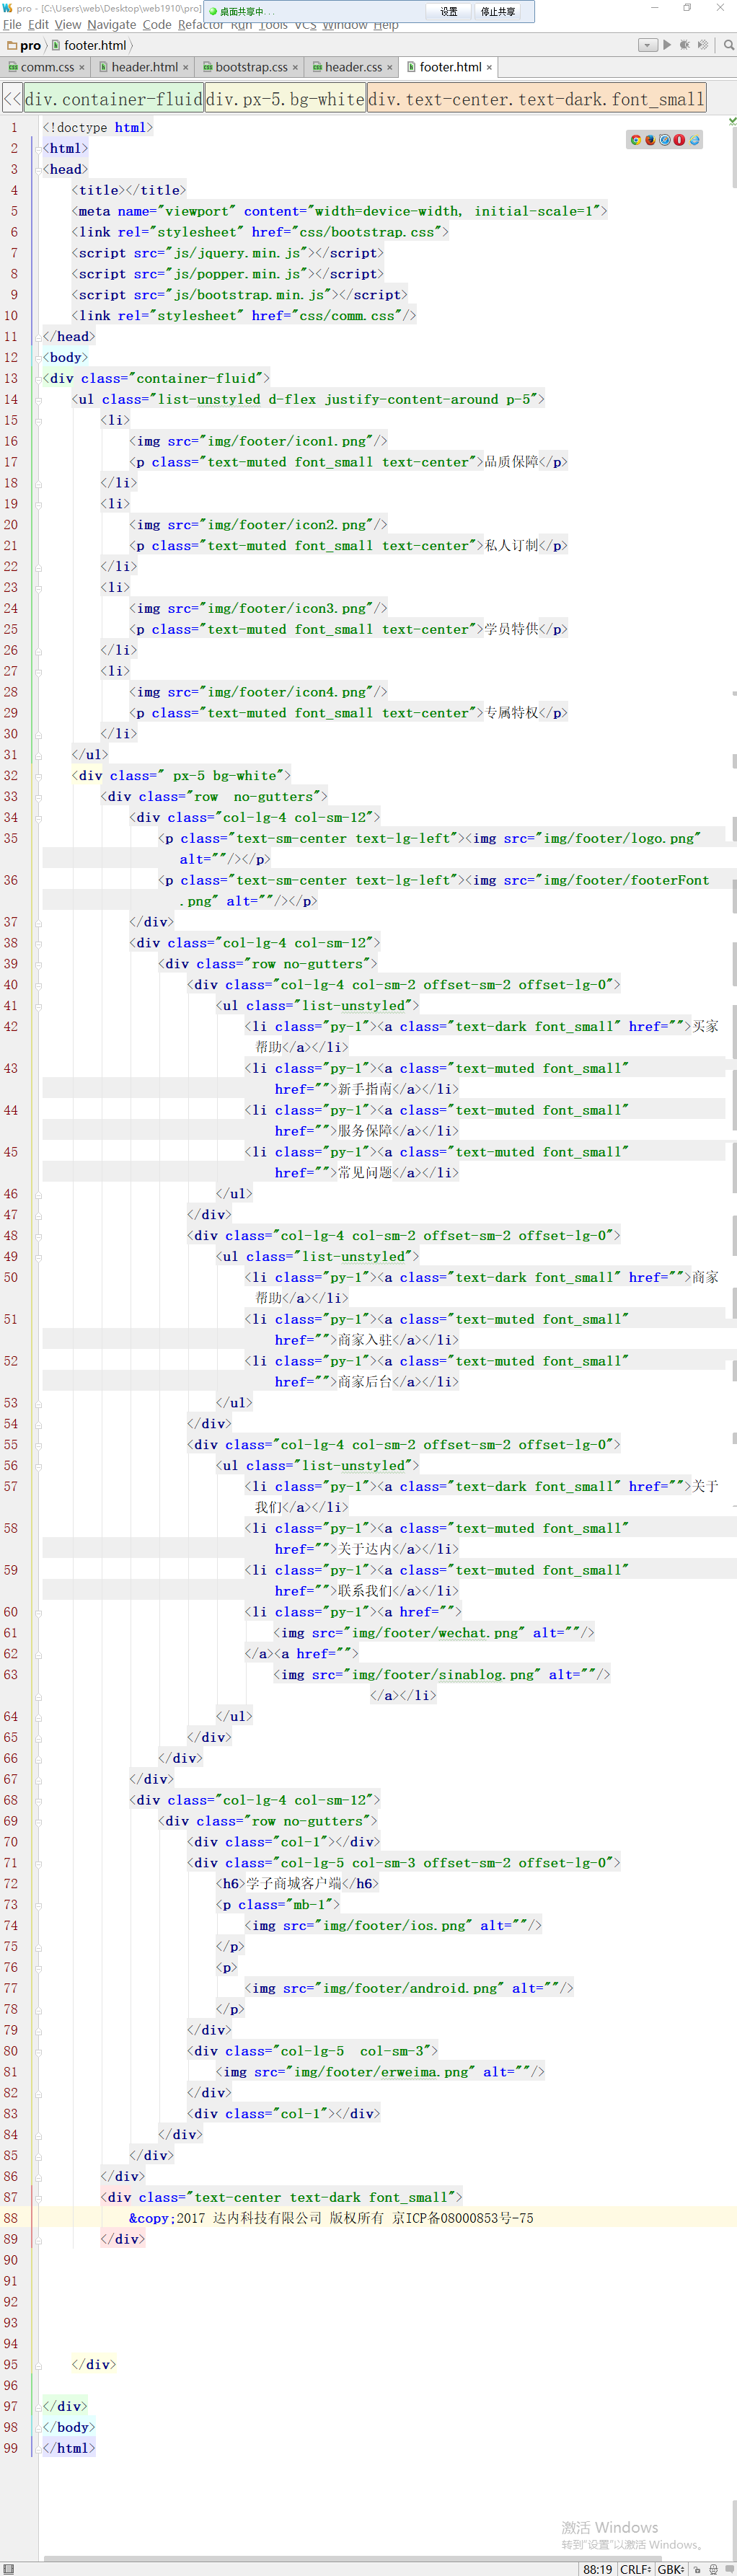 pro - [C:\Users\web\Desktop\web1910\pro]
桌面共享中... 设置 停止共享
File Edit View Navigate Code Refactor Run Tools VCS Window Help
pro footer.html
comm.css header.html bootstrap.css header.css footer.html
<< div.container-fluid div.px-5.bg-white div.text-center.text-dark.font_small
1 <!doctype html>
2 <html>
3 <head>
4 <title></title>
5 <meta name="viewport" content="width=device-width, initial-scale=1">
6 <link rel="stylesheet" href="css/bootstrap.css">
7 <script src="js/jquery.min.js"></script>
8 <script src="js/popper.min.js"></script>
9 <script src="js/bootstrap.min.js"></script>
10 <link rel="stylesheet" href="css/comm.css"/>
11 </head>
12 <body>
13 <div class="container-fluid">
14 <ul class="list-unstyled d-flex justify-content-around p-5">
15 <li>
16 <img src="img/footer/icon1.png"/>
17 <p class="text-muted font_small text-center">品质保障</p>
18 </li>
19 <li>
20 <img src="img/footer/icon2.png"/>
21 <p class="text-muted font_small text-center">私人订制</p>
22 </li>
23 <li>
24 <img src="img/footer/icon3.png"/>
25 <p class="text-muted font_small text-center">学员特供</p>
26 </li>
27 <li>
28 <img src="img/footer/icon4.png"/>
29 <p class="text-muted font_small text-center">专属特权</p>
30 </li>
31 </ul>
32 <div class=" px-5 bg-white">
33 <div class="row  no-gutters">
34 <div class="col-lg-4 col-sm-12">
35 <p class="text-sm-center text-lg-left"><img src="img/footer/logo.png"
alt=""/></p>
36 <p class="text-sm-center text-lg-left"><img src="img/footer/footerFont
.png" alt=""/></p>
37 </div>
38 <div class="col-lg-4 col-sm-12">
39 <div class="row no-gutters">
40 <div class="col-lg-4 col-sm-2 offset-sm-2 offset-lg-0">
41 <ul class="list-unstyled">
42 <li class="py-1"><a class="text-dark font_small" href="">买家
帮助</a></li>
43 <li class="py-1"><a class="text-muted font_small"
href="">新手指南</a></li>
44 <li class="py-1"><a class="text-muted font_small"
href="">服务保障</a></li>
45 <li class="py-1"><a class="text-muted font_small"
href="">常见问题</a></li>
46 </ul>
47 </div>
48 <div class="col-lg-4 col-sm-2 offset-sm-2 offset-lg-0">
49 <ul class="list-unstyled">
50 <li class="py-1"><a class="text-dark font_small" href="">商家
帮助</a></li>
51 <li class="py-1"><a class="text-muted font_small"
href="">商家入驻</a></li>
52 <li class="py-1"><a class="text-muted font_small"
href="">商家后台</a></li>
53 </ul>
54 </div>
55 <div class="col-lg-4 col-sm-2 offset-sm-2 offset-lg-0">
56 <ul class="list-unstyled">
57 <li class="py-1"><a class="text-dark font_small" href="">关于
我们</a></li>
58 <li class="py-1"><a class="text-muted font_small"
href="">关于达内</a></li>
59 <li class="py-1"><a class="text-muted font_small"
href="">联系我们</a></li>
60 <li class="py-1"><a href="">
61 <img src="img/footer/wechat.png" alt=""/>
62 </a><a href="">
63 <img src="img/footer/sinablog.png" alt=""/>
</a></li>
64 </ul>
65 </div>
66 </div>
67 </div>
68 <div class="col-lg-4 col-sm-12">
69 <div class="row no-gutters">
70 <div class="col-1"></div>
71 <div class="col-lg-5 col-sm-3 offset-sm-2 offset-lg-0">
72 <h6>学子商城客户端</h6>
73 <p class="mb-1">
74 <img src="img/footer/ios.png" alt=""/>
75 </p>
76 <p>
77 <img src="img/footer/android.png" alt=""/>
78 </p>
79 </div>
80 <div class="col-lg-5  col-sm-3">
81 <img src="img/footer/erweima.png" alt=""/>
82 </div>
83 <div class="col-1"></div>
84 </div>
85 </div>
86 </div>
87 <div class="text-center text-dark font_small">
88 &copy;2017 达内科技有限公司 版权所有 京ICP备08000853号-75
89 </div>
90
91
92
93
94
95 </div>
96
97 </div>
98 </body>
99 </html>
激活 Windows
转到"设置"以激活 Windows。
88:19 CRLF GBK